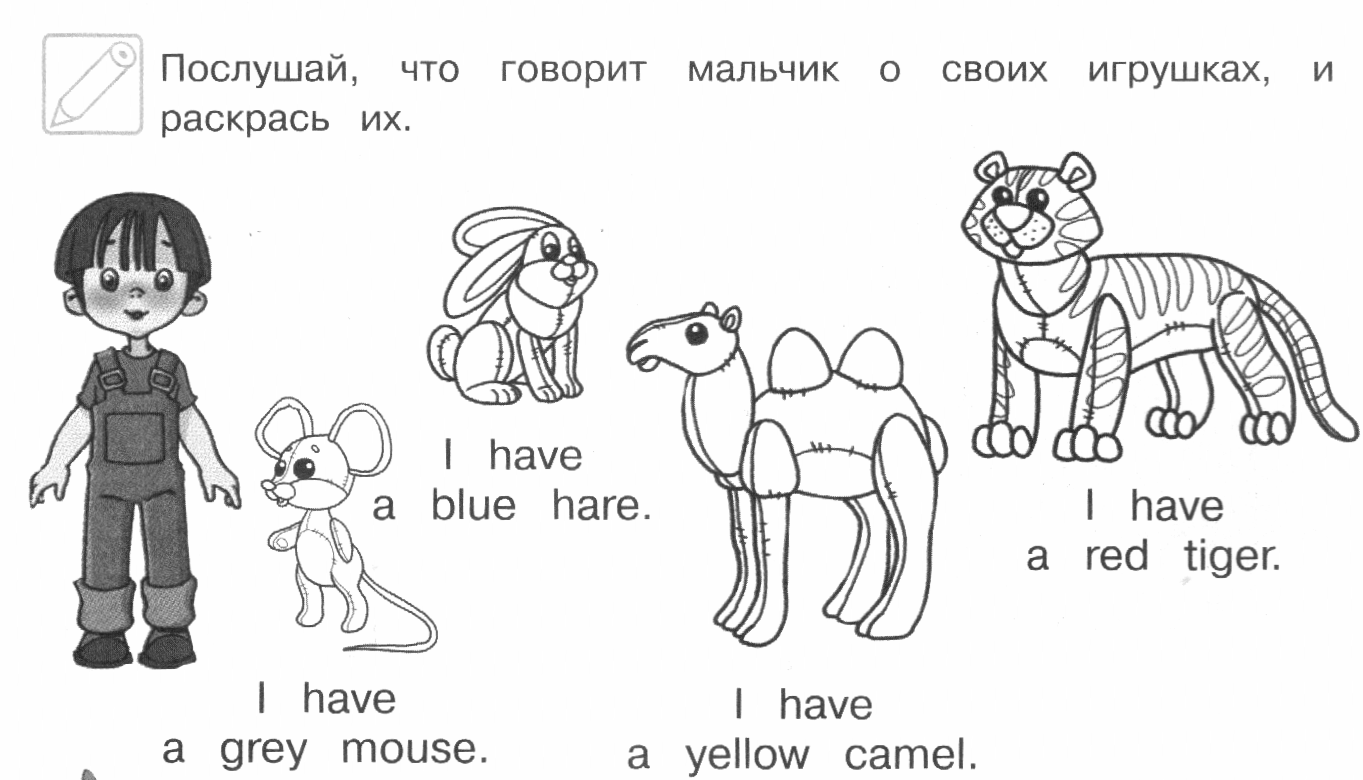 Послушай, что говорит мальчик о своих игрушках, и
раскрась их.
I have
a blue hare.
I have
a red tiger.
I have
a grey mouse.
I have
a yellow camel.